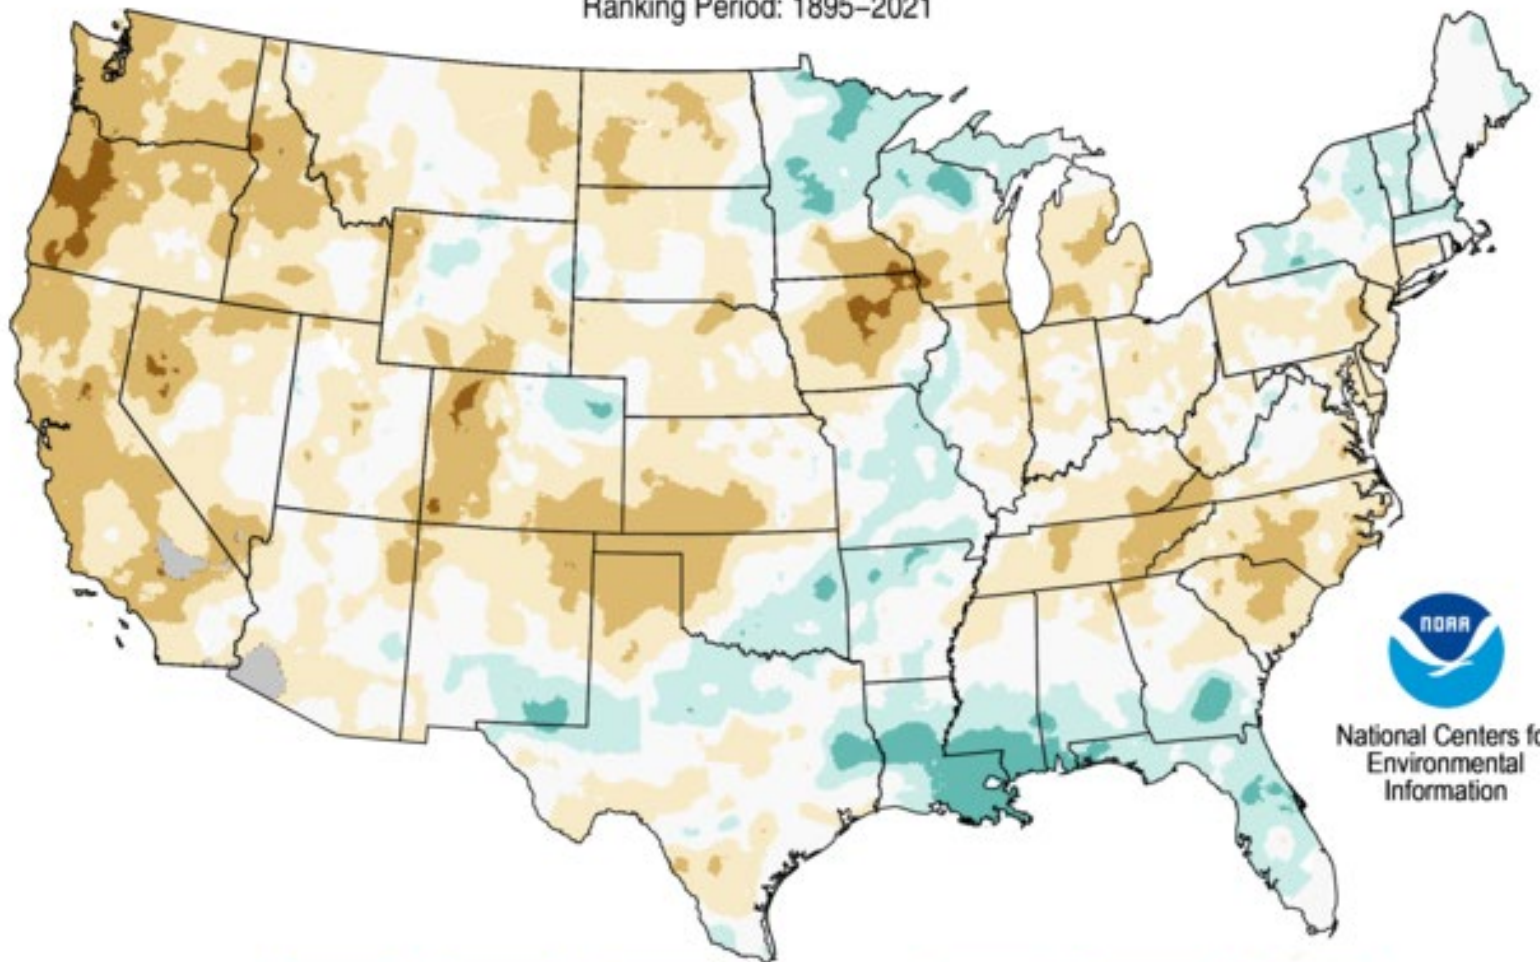 Ranking Period: 1895–2021
NOAA
National Centers fo
Environmental
Information